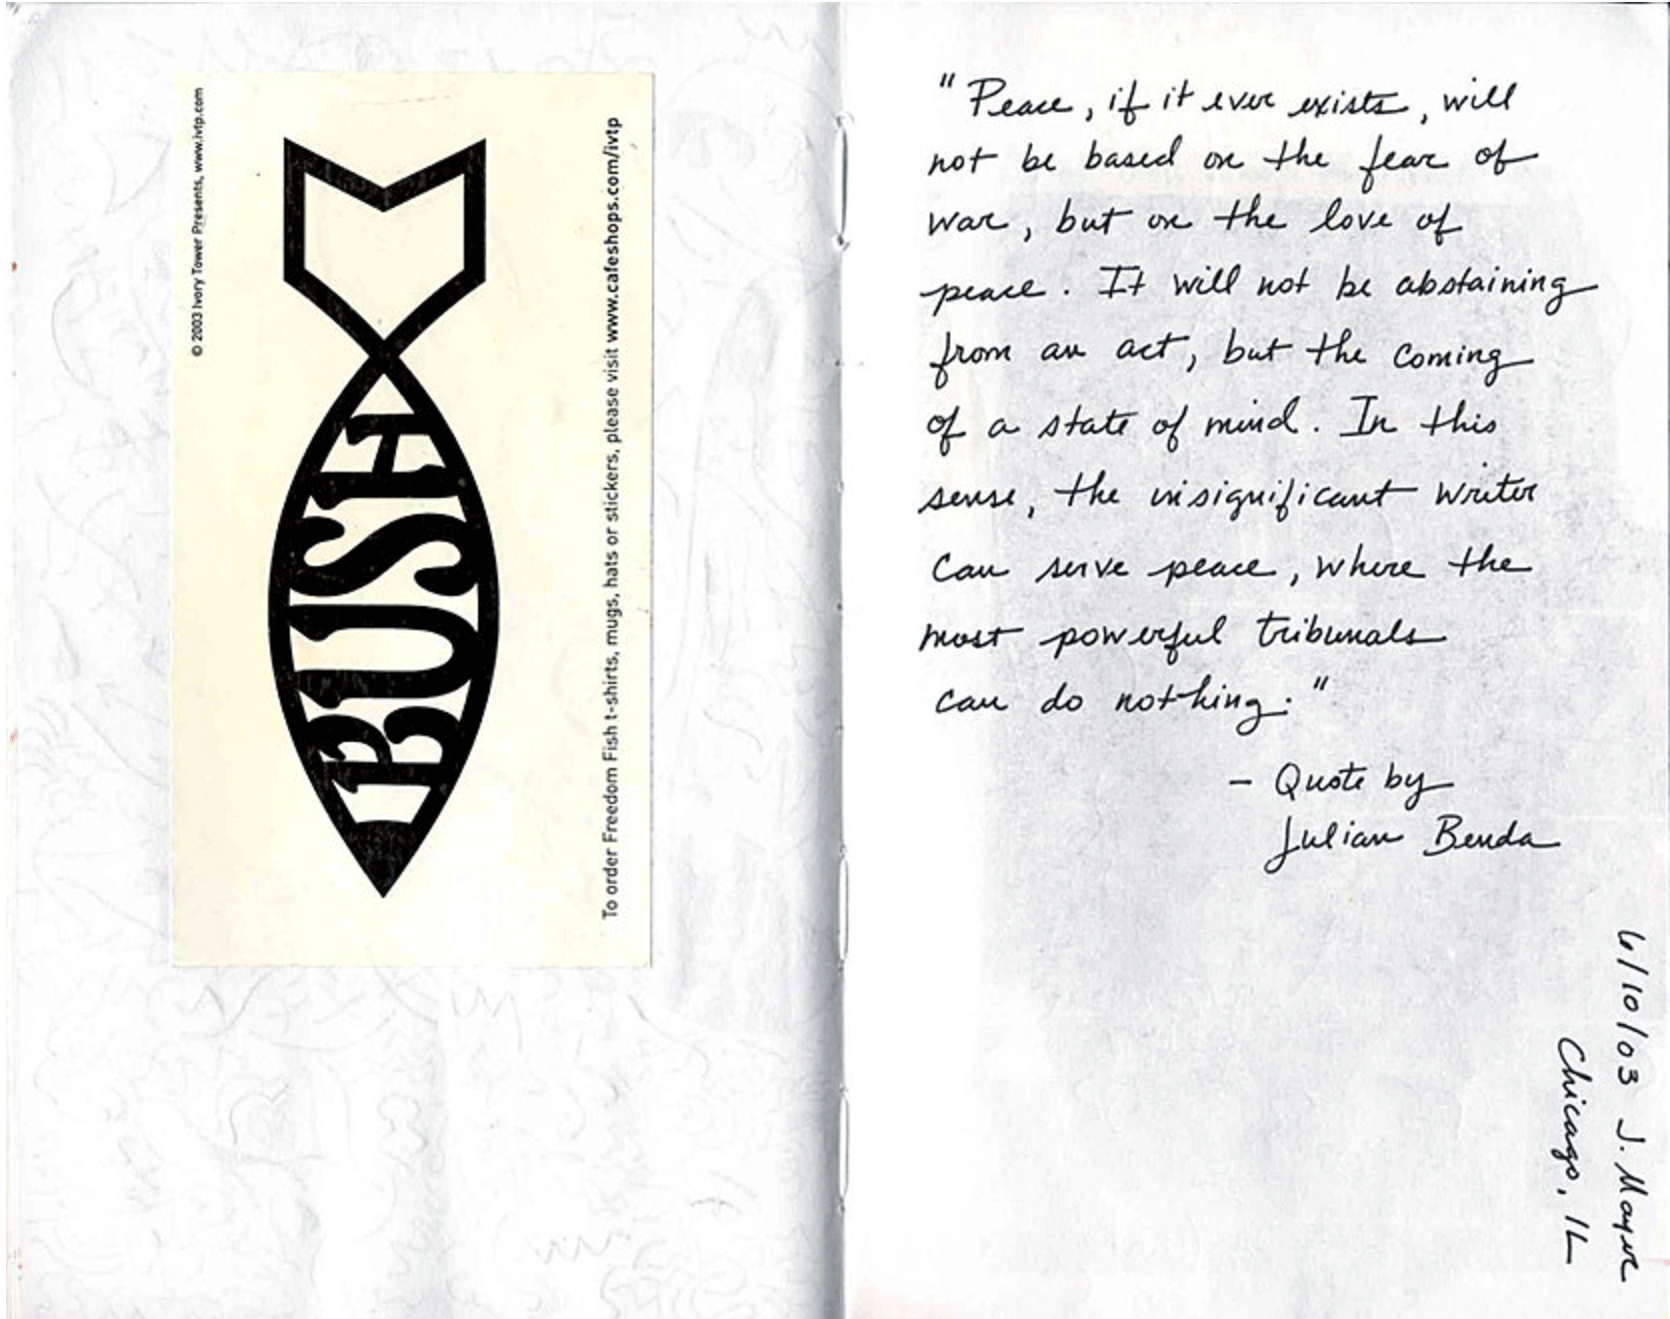 © 2003 Ivory Tower Presents, www.ivtp.com
BUSH
To order Freedom Fish t-shirts, mugs, hats or stickers, please visit www.cafeshops.com/ivtp
"Peace, if it ever exists, will
not be based on the fear of
war, but on the love of
peace. It will not be abstaining
from an act, but the coming
of a state of mind. In this
sense, the insignificant writer
can serve peace, where the
most powerful tribunals
can do nothing."
- Quote by
Julian Benda
6/10/03 J. Mayer
Chicago, IL